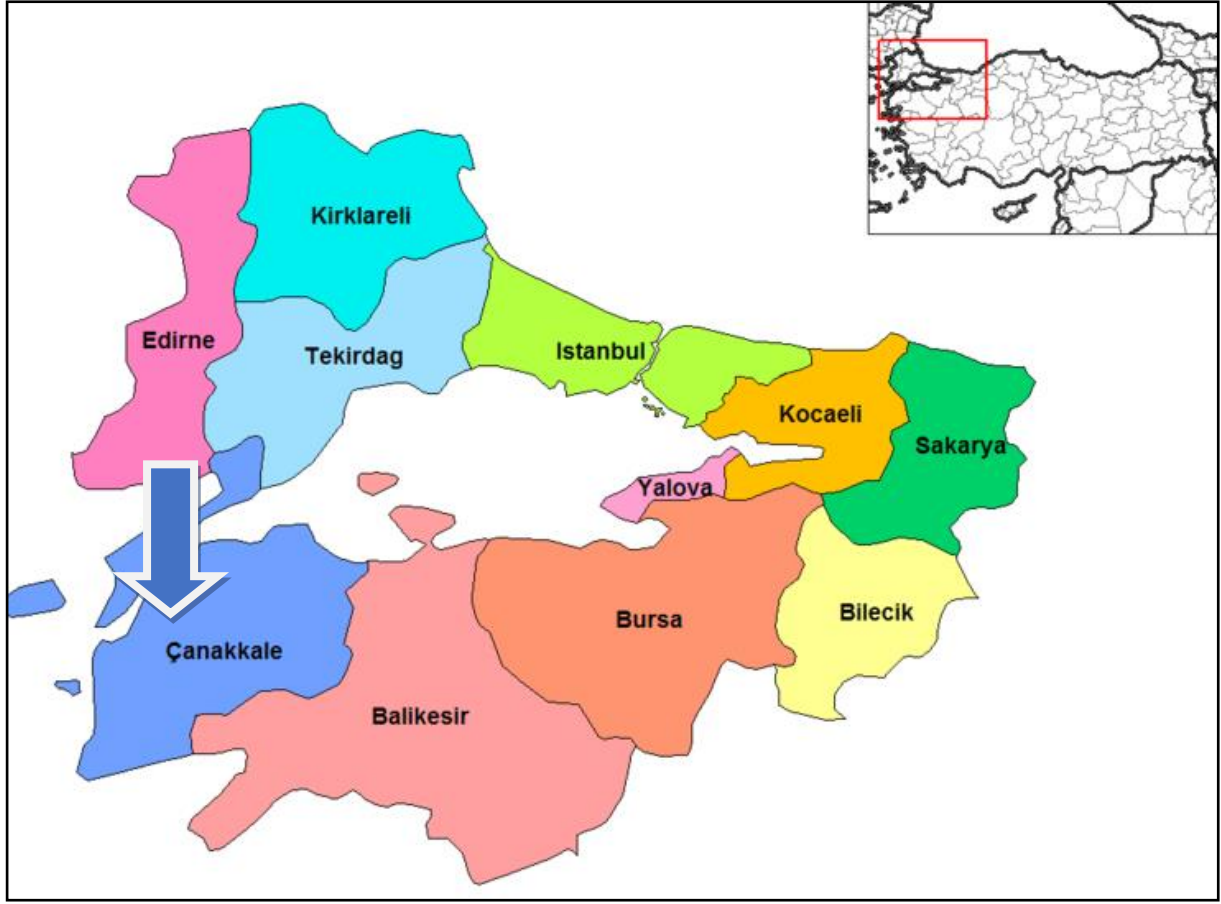 Kirklareli
Edirne
Tekirdag
Istanbul
Kocaeli
Sakarya
Yalova
Bursa
Bilecik
Çanakkale
Balikesir